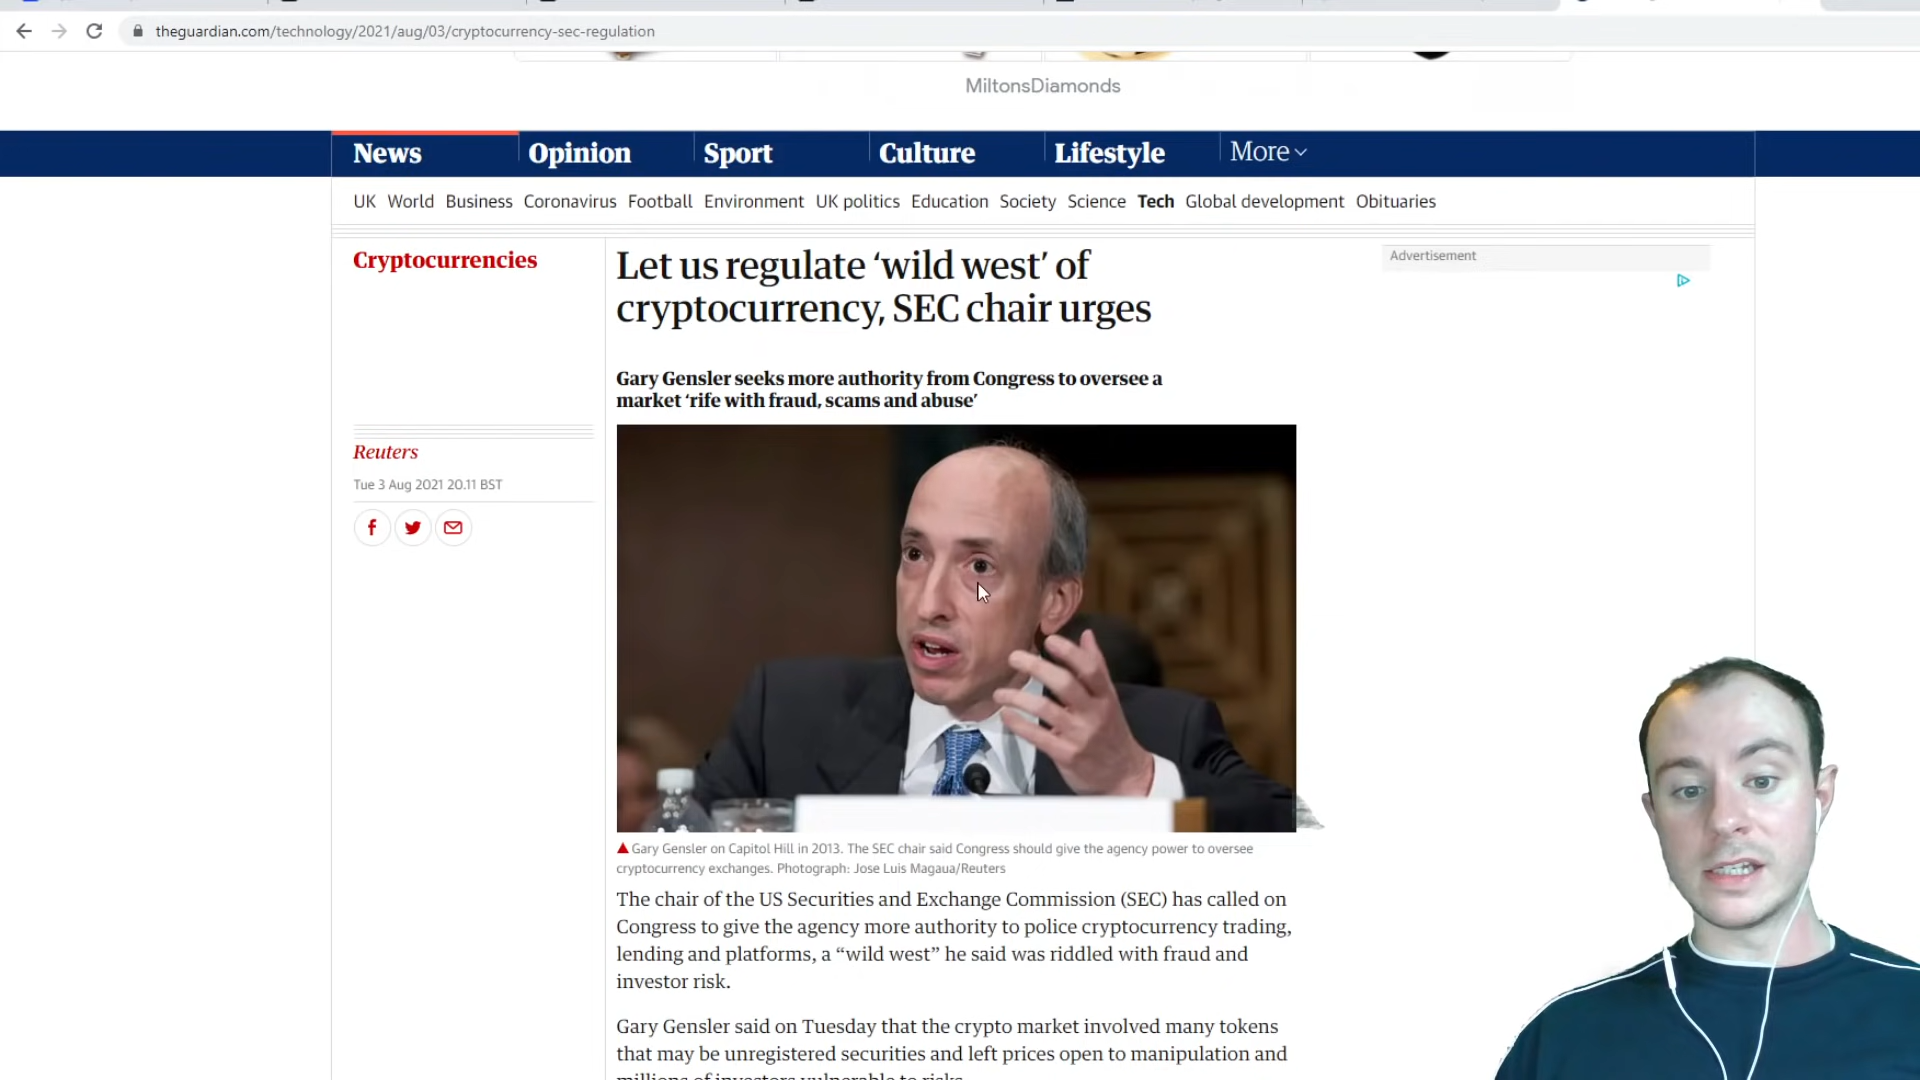 theguardian.com/technology/2021/aug/03/cryptocurrency-sec-regulation
MiltonsDiamonds
News Opinion Sport Culture Lifestyle More
UK World Business Coronavirus Football Environment UK politics Education Society Science Tech Global development Obituaries
Cryptocurrencies
Let us regulate ‘wild west’ of
cryptocurrency, SEC chair urges
Advertisement
Gary Gensler seeks more authority from Congress to oversee a
market ‘rife with fraud, scams and abuse’
Reuters
Tue 3 Aug 2021 20.11 BST
Gary Gensler on Capitol Hill in 2013. The SEC chair said Congress should give the agency power to oversee
cryptocurrency exchanges. Photograph: Jose Luis Magaua/Reuters
The chair of the US Securities and Exchange Commission (SEC) has called on
Congress to give the agency more authority to police cryptocurrency trading,
lending and platforms, a “wild west” he said was riddled with fraud and
investor risk.
Gary Gensler said on Tuesday that the crypto market involved many tokens
that may be unregistered securities and left prices open to manipulation and
millions of investors vulnerable to risks.